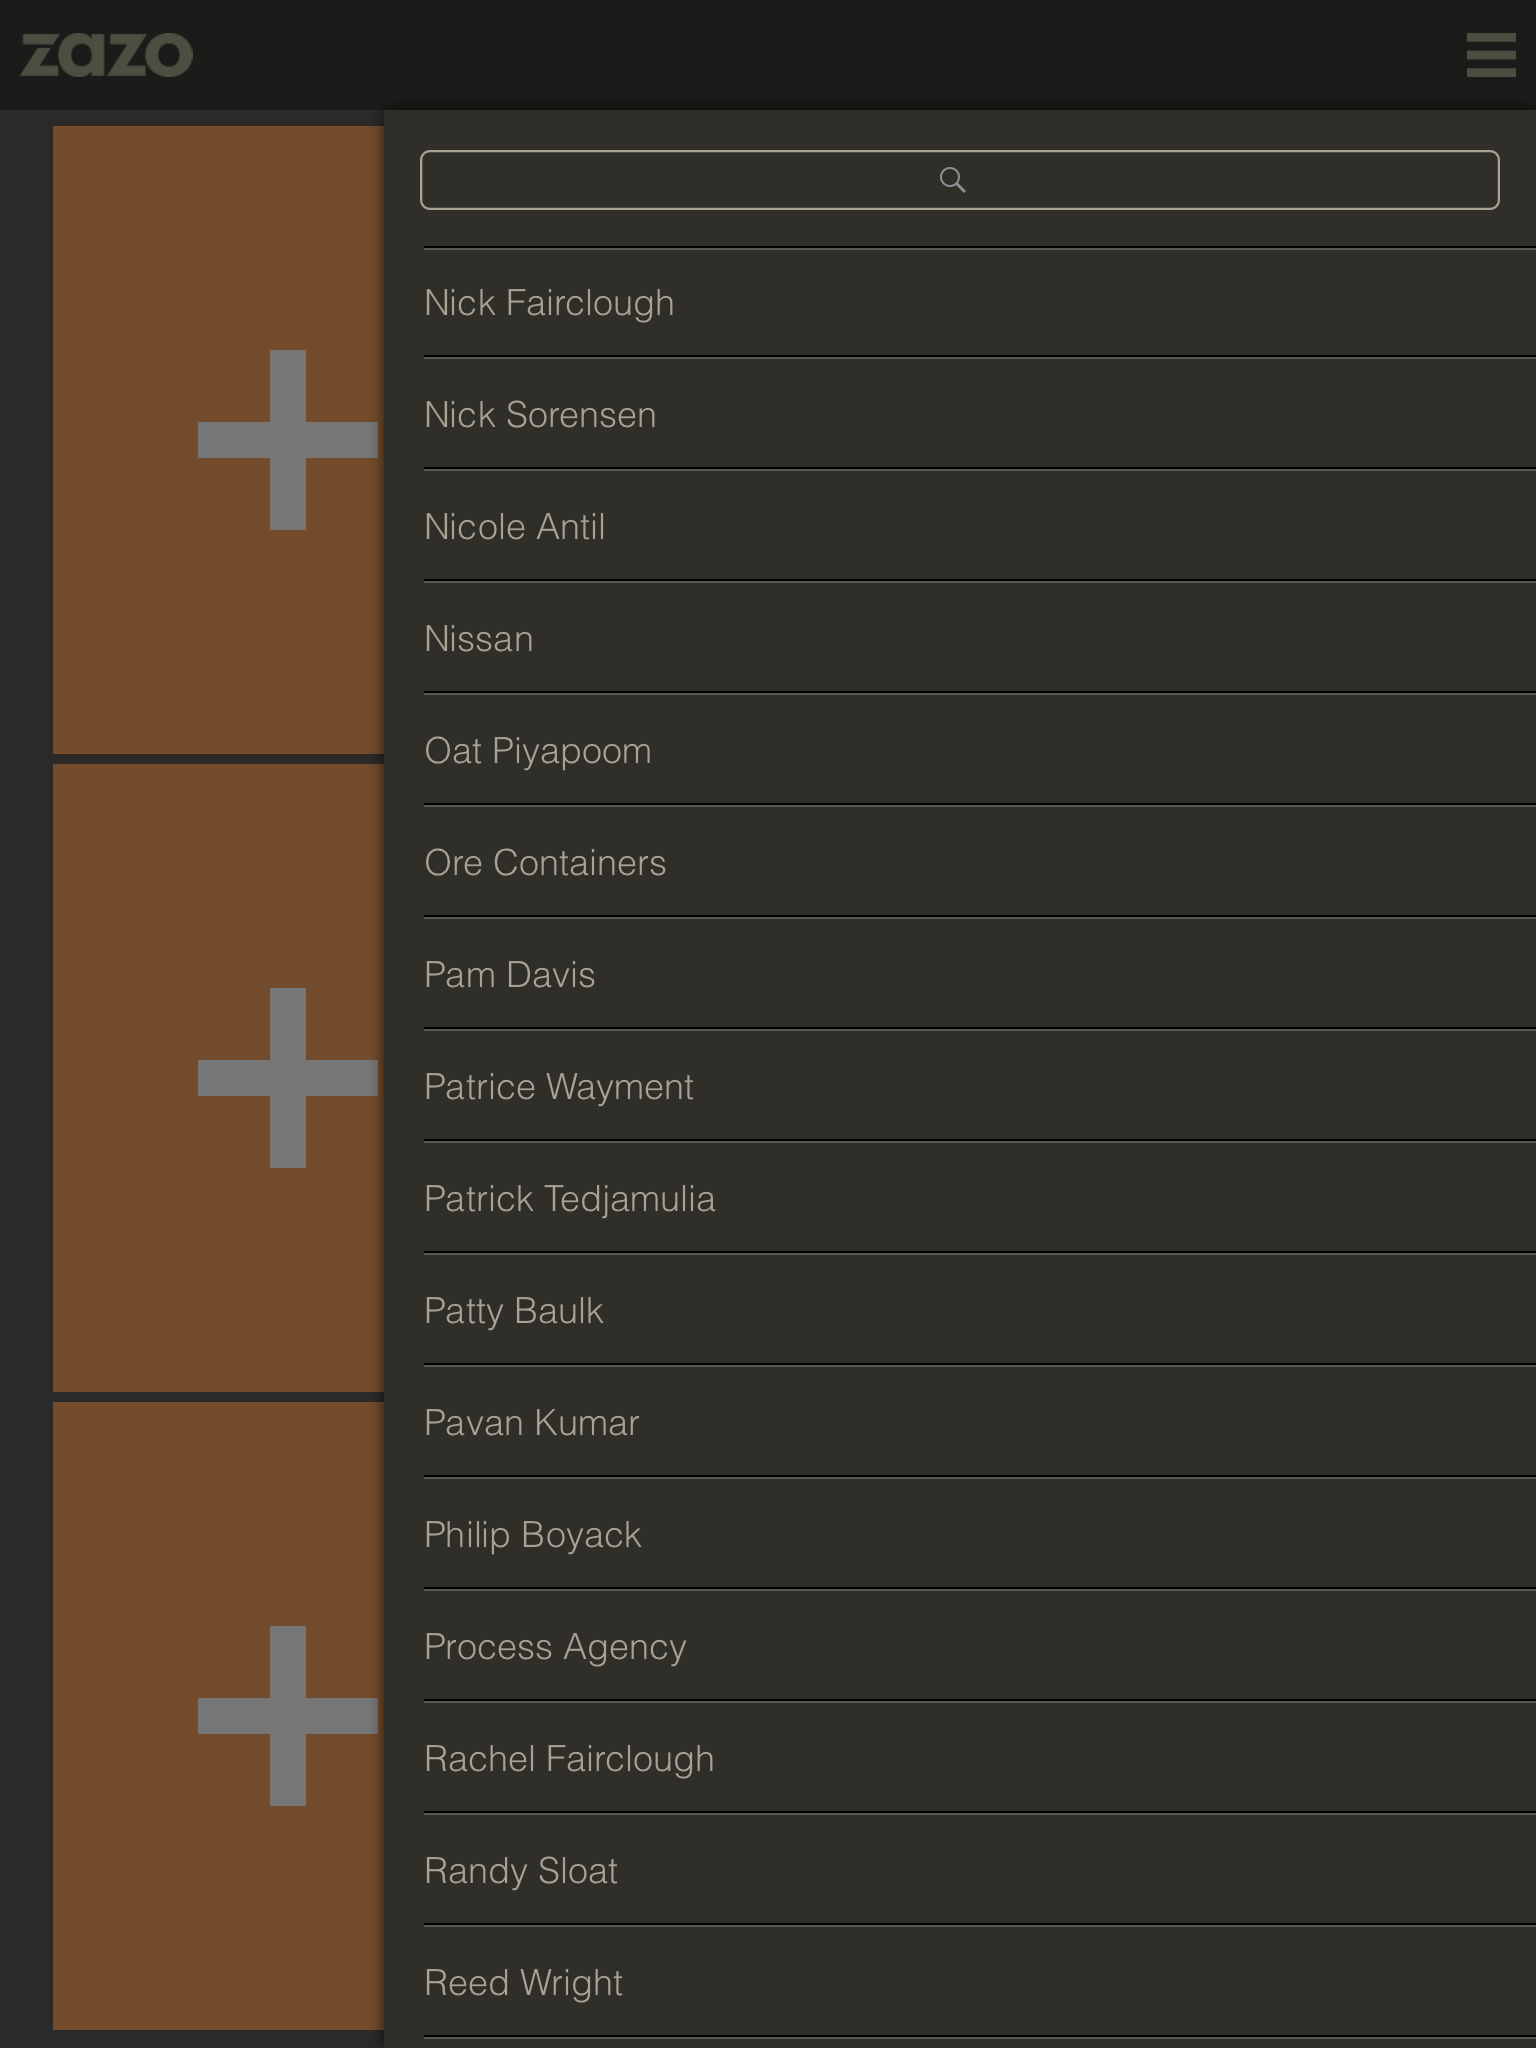 zazo
Nick Fairclough
Nick Sorensen
Nicole Antil
Nissan
Oat Piyapoom
Ore Containers
Pam Davis
Patrice Wayment
Patrick Tedjamulia
Patty Baulk
Pavan Kumar
Philip Boyack
Process Agency
Rachel Fairclough
Randy Sloat
Reed Wright